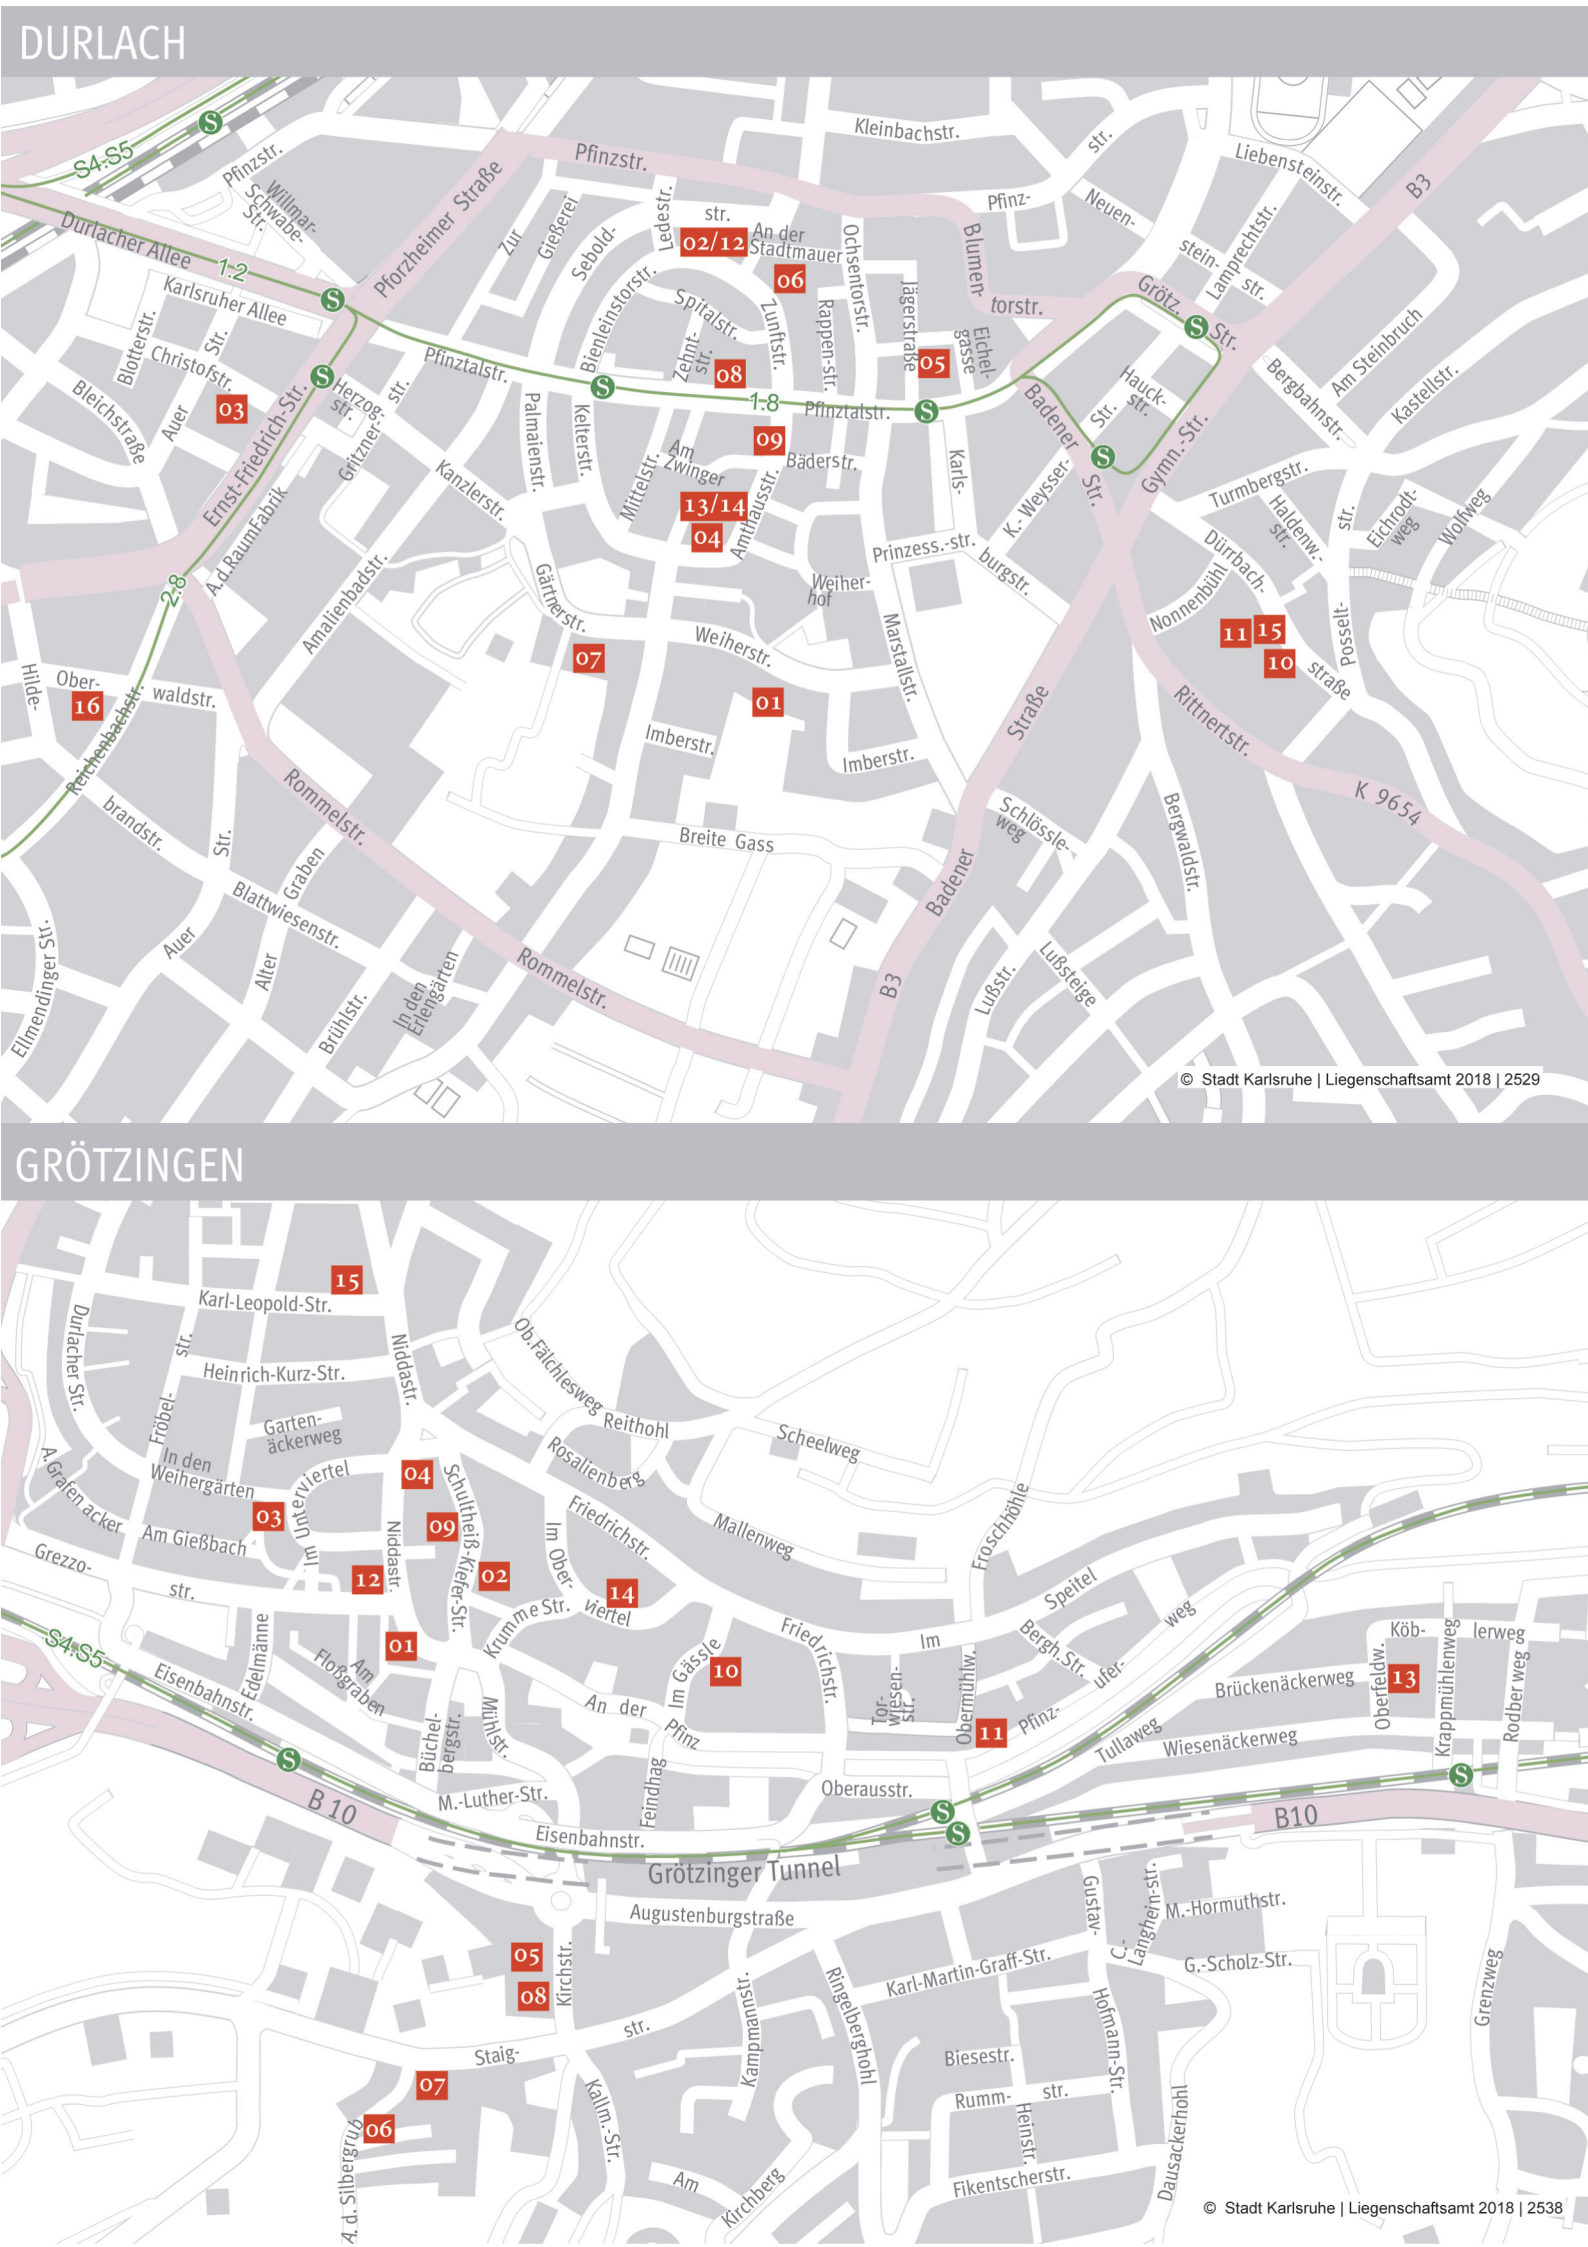 DURLACH
S
S4.S5
Pfinzstr.
Willmar-
Schwabe-
Str.
Durlacher Allee
1.2
S
Karlsruher Allee
Pforzheimer Straße
Pfinzstr.
Kleinbachstr.
str.
Liebensteinstr.
B3
Pfinz-
Neuen-
stein-
str.
Lamprechtstr.
Zur
Gießerei
Sebold-
str.
Lepestr.
02/12
An der
Stadtmauer
06
Ochsentorstr.
Blumen-
torstr.
Grötz.
Str.
S
Blotterstr.
Christofstr.
Auer
Str.
Bleichstraße
03
S
Herzog-
str.
Gritzner-
str.
Ernst-Friedrich-Str.
Pfinztalstr.
Bienleinstorstr.
Spitalstr.
Zehnt-
str.
Zunftstr.
Rappen-str.
Jägerstraße
05
Eichel-
gasse
S
08
1.8
Pfinztalstr.
S
Hauck-
str.
Bergbahnstr.
Am Steinbruch
Kastellstr.
Badener
Str.
S
Gymn.-Str.
K.- Weysser-
Str.
Palmaienstr.
Kelterstr.
Mittelstr.
Am
Zwinger
09
Bäderstr.
Karls-
burgstr.
Kanzlerstr.
13/14
04
Amthausstr.
Prinzess.-str.
Turmbergstr.
Haldenw.-
str.
Posselt-
str.
Eichrodt-
weg
Wolfweg
A.d.RaumFabrik
2.8
Amalienbadstr.
Gärtnerstr.
Weiher-
hof
Marstallstr.
Dürrbach-
straße
Nonnenbühl
11
15
10
07
Weiherstr.
01
Hilde-
brandstr.
Ober-
waldstr.
16
Reichenbachstr.
Imberstr.
Imberstr.
Straße
Rittnertstr.
K 9654
Rommelstr.
Breite Gass
Schlössle-
weg
Bergwaldstr.
Auer
Str.
Alter
Graben
Blattwiesenstr.
Badener
Ellmendinger Str.
Brühlstr.
In den
Erlengärten
Rommelstr.
B3
Lußstr.
Lußsteige
© Stadt Karlsruhe | Liegenschaftsamt 2018 | 2529
GRÖTZINGEN
15
Karl-Leopold-Str.
Durlacher Str.
Fröbel-
str.
Niddastr.
Heinrich-Kurz-Str.
Ob.Fälchlesweg
Reithohl
Garten-
äckerweg
Scheelweg
Rosalienberg
A.Grafen acker
In den
Weihergärten
Im Unterviertel
04
Schultheiß-Kiefer-Str.
03
09
Am Gießbach
Niddastr.
Im Ober-
viertel
Friedrichstr.
Mallenweg
Froschhöhle
Grezzo-
str.
12
02
14
Speitel
Im
01
Krumme Str.
Friedrichstr.
Bergh.Str.
Pfinz-
ufer-
weg
Köb-
lerweg
S4.S5
Eisenbahnstr.
Edelmänne
Am
Floßgraben
Im Gässle
10
An der
Pfinz
Tor-
wiesen-
str.
Obermühlw.
11
Brückenäckerweg
Oberfeldw.
13
Krappmühlenweg
Rodber weg
S
Büchel-
bergstr.
Mühlstr.
Tullaweg
Wiesenäckerweg
M.-Luther-Str.
Feindhag
Oberausstr.
S
S
S
B 10
B10
Eisenbahnstr.
Grötzinger Tunnel
Augustenburgstraße
Gustav-
Hofmann-Str.
C.-
Langhein-str.
M.-Hormuthstr.
G.-Scholz-Str.
05
08
Kirchstr.
Karl-Martin-Graff-Str.
Grenzweg
Staig-
str.
Kampmannstr.
Ringelberghohl
Biesestr.
Rumm-
str.
Heinstr.
07
06
A. d. Silbergrub
Kallm.-Str.
Am
Kirchberg
Fikentscherstr.
Dausackerhohl
© Stadt Karlsruhe | Liegenschaftsamt 2018 | 2538